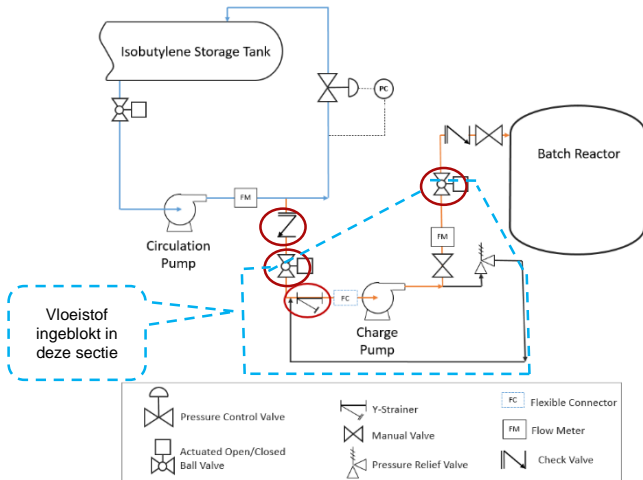 Isobutylene Storage Tank
PC
Batch Reactor
FM
Circulation
Pump
FM
Vloeistof
ingeblokt in
deze sectie
FC
Charge
Pump
Pressure Control Valve
Actuated Open/Closed
Ball Valve
Y-Strainer
Manual Valve
Pressure Relief Valve
FC
Flexible Connector
FM
Flow Meter
Check Valve